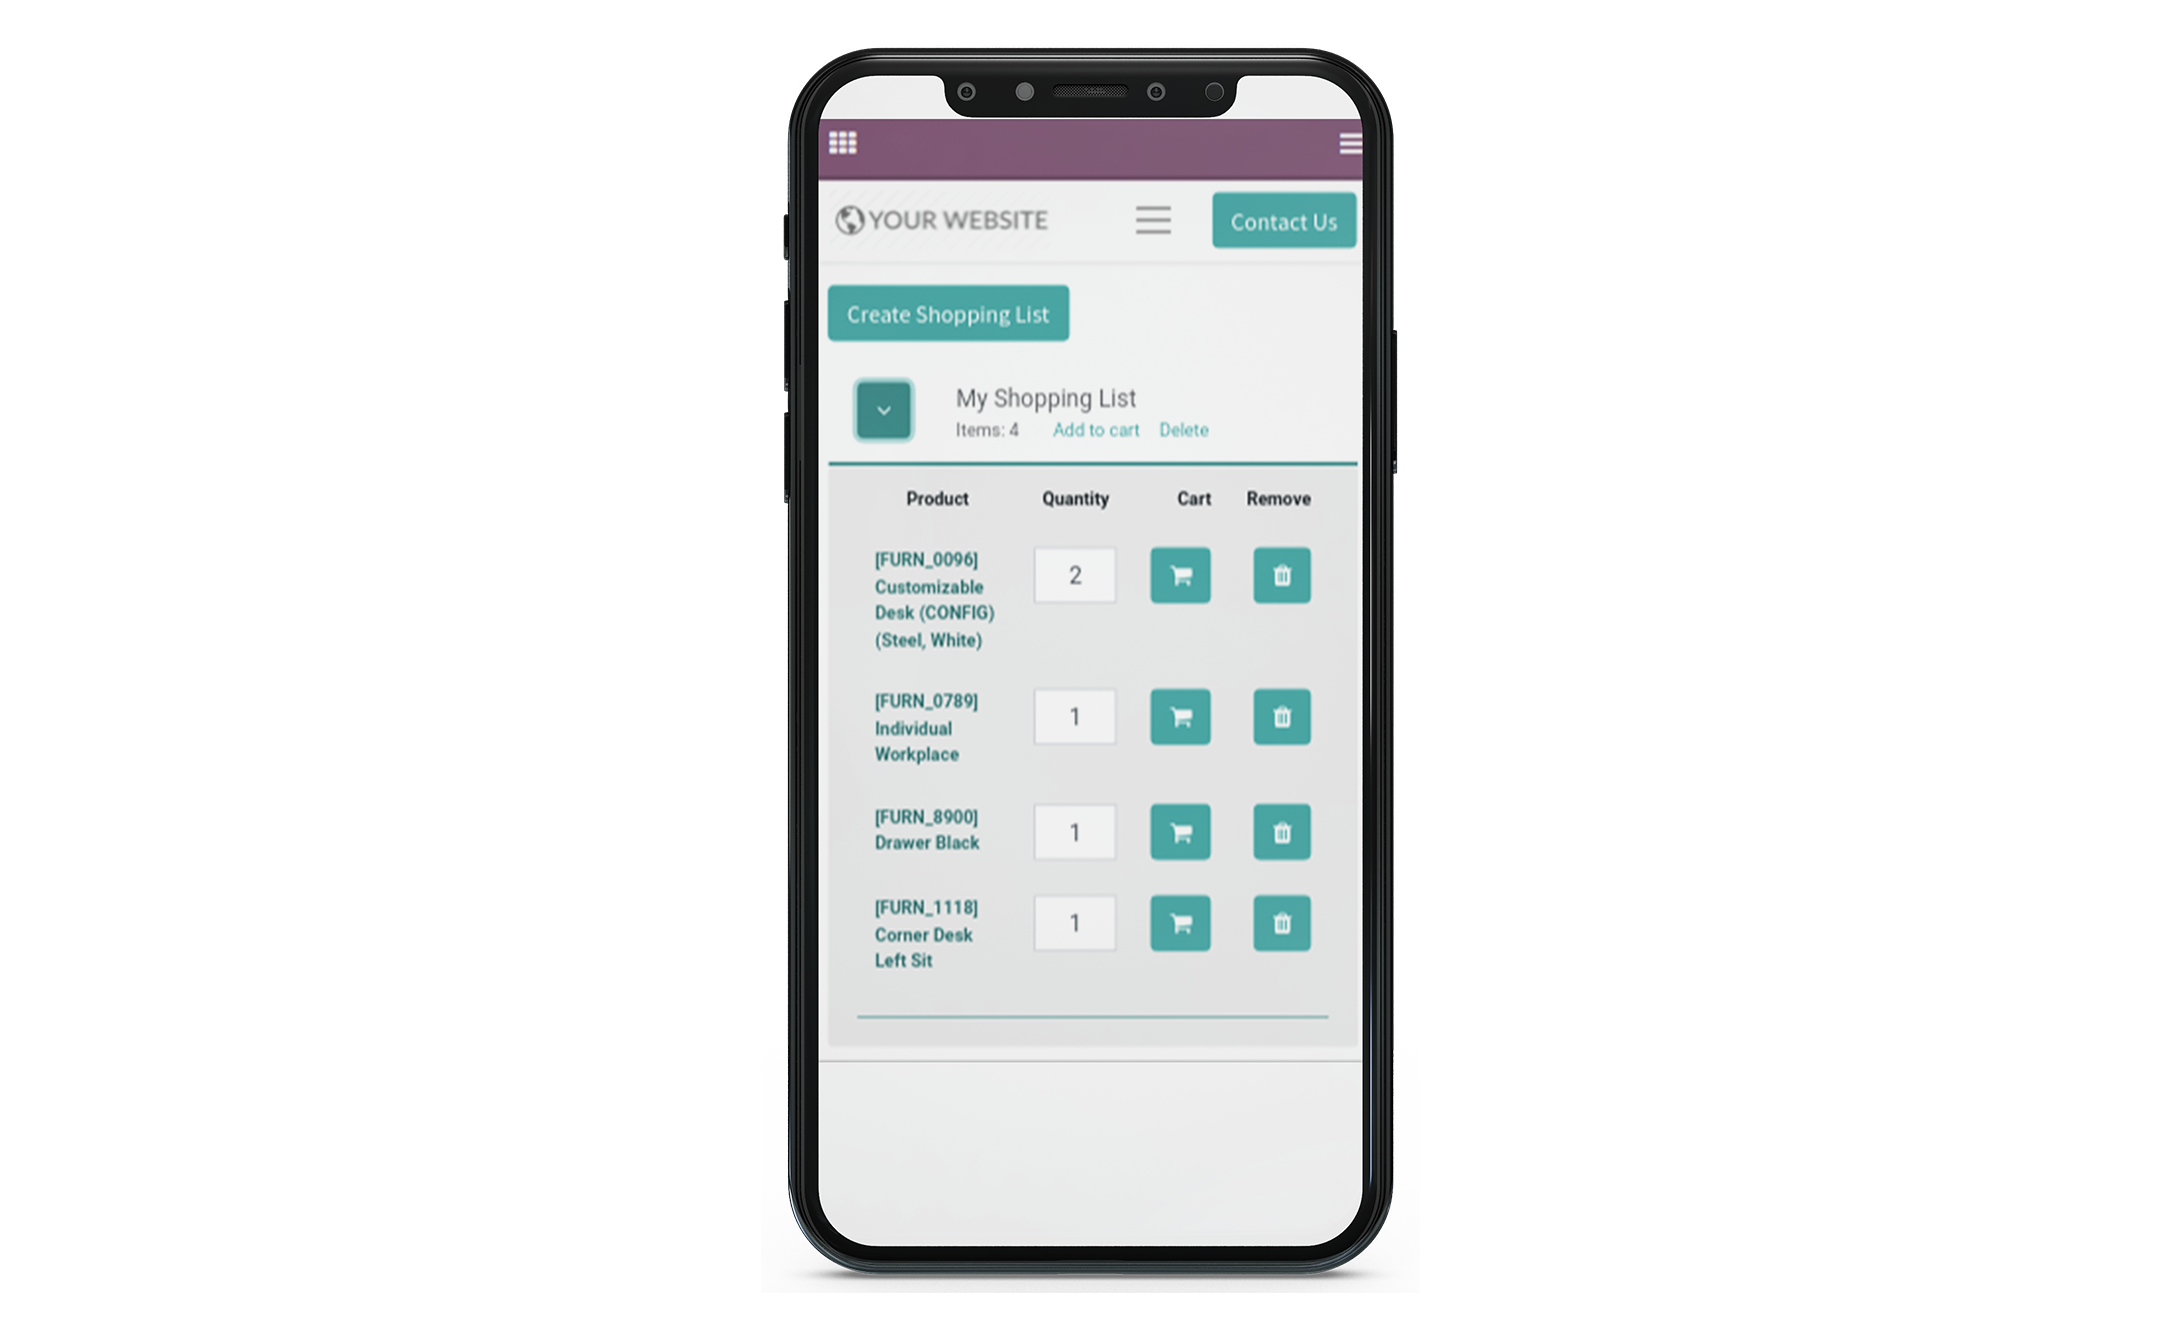 YOUR WEBSITE
Contact Us
Create Shopping List
My Shopping List
Items: 4 Add to cart Delete
Product Quantity Cart Remove
[FURN_0096]
Customizable
Desk (CONFIG)
(Steel, White)
2
[FURN_0789]
Individual
Workplace
1
[FURN_8900]
Drawer Black
1
[FURN_1118]
Corner Desk
Left Sit
1